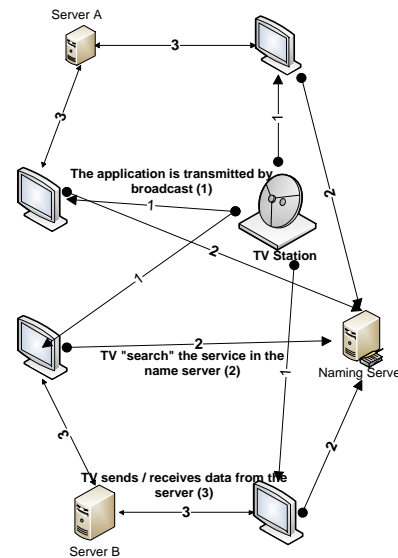 Server A
3
3
1
2
The application is transmitted by
broadcast (1)
1
2
TV Station
1
2
TV "search" the service in the
name server (2)
1
Naming Serve
3
2
TV sends / receives data from the
server (3)
3
Server B